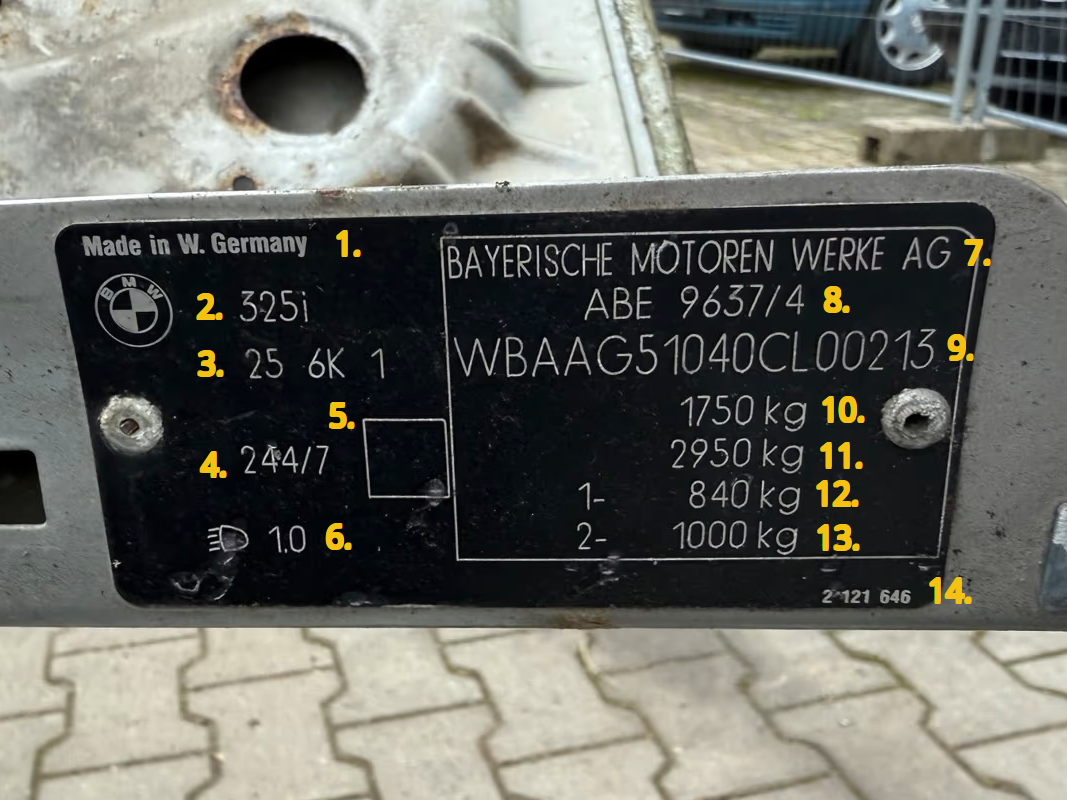 Made in W. Germany 1.
BMW
2. 325i
3. 25 6K 1
5.
4. 244/7
1.0 6.
BAYERISCHE MOTOREN WERKE AG 7.
ABE 9637/4 8.
WBAAG51040CL00213 9.
1750 kg 10.
2950 kg 11.
1- 840 kg 12.
2- 1000 kg 13.
2 121 646 14.